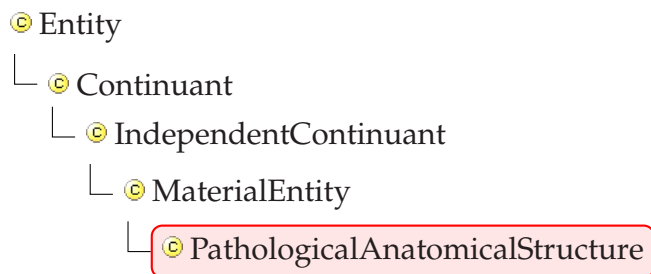 Entity
Continuant
IndependentContinuant
MaterialEntity
PathologicalAnatomicalStructure